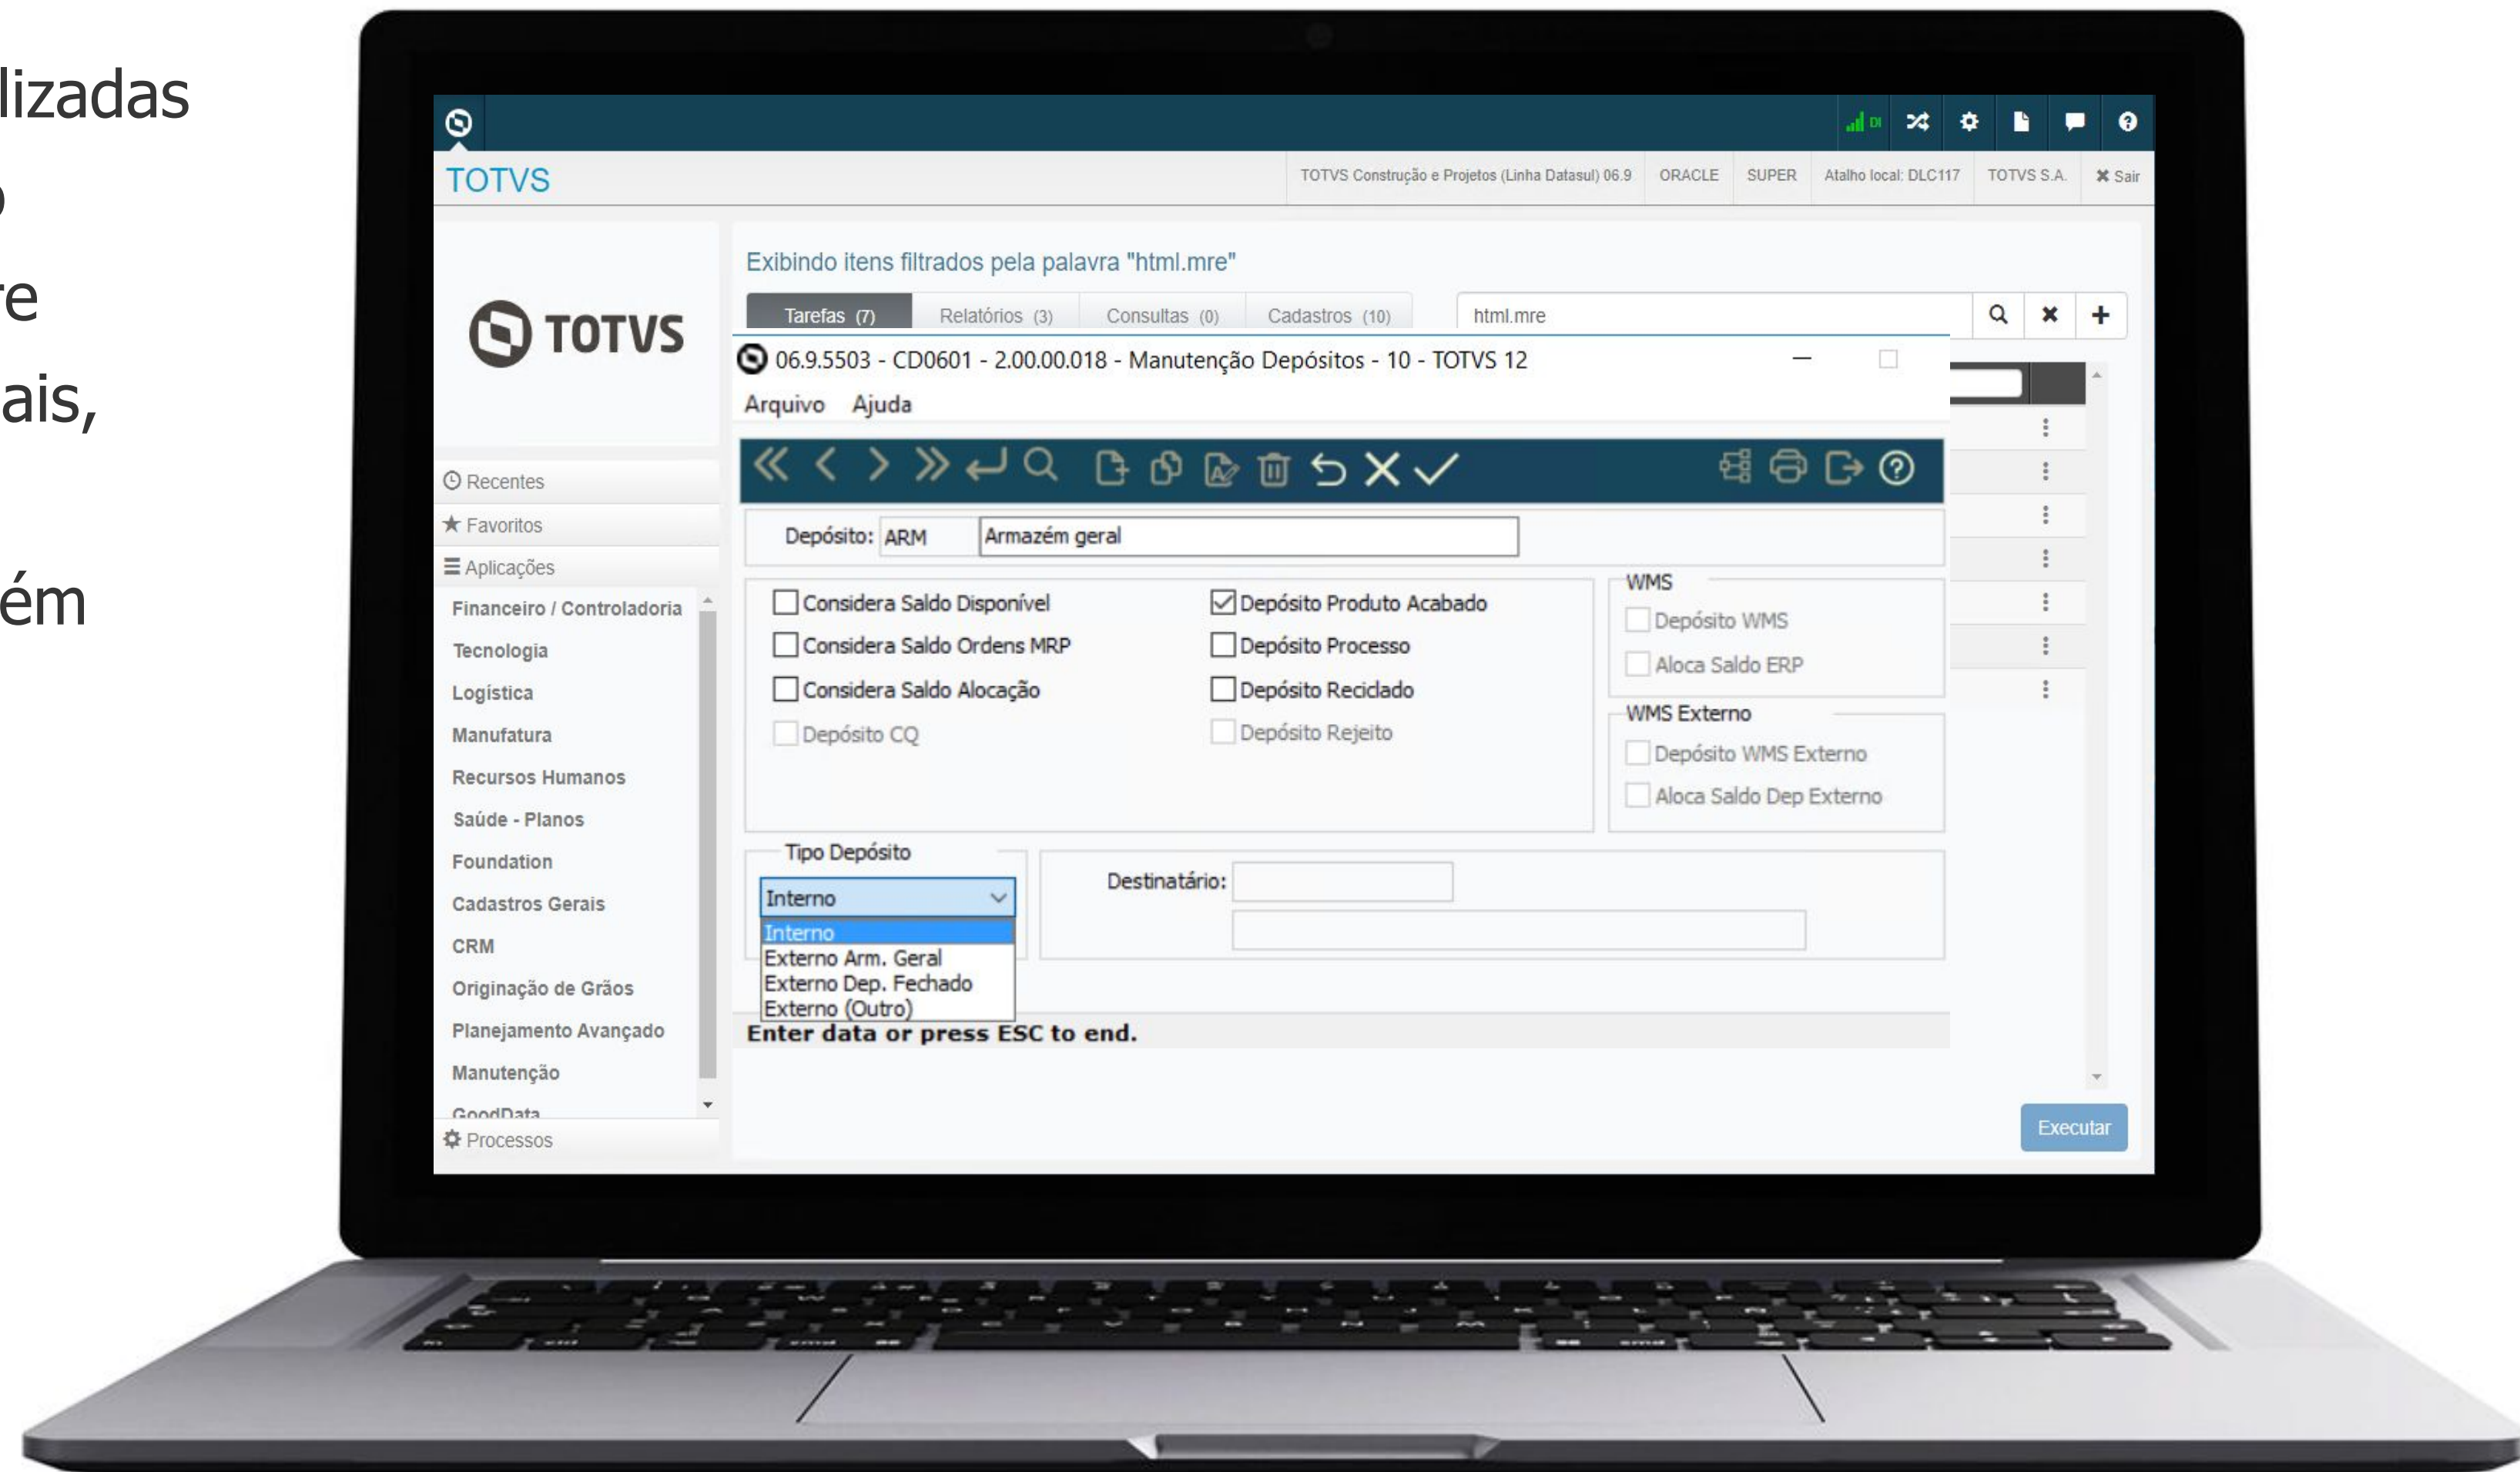 lizadas
o
re
ais,
ém
DI
TOTVS
TOTVS Construção e Projetos (Linha Datasul) 06.9 ORACLE SUPER Atalho local: DLC117 TOTVS S.A. Sair
TOTVS
Recentes
Favoritos
Aplicações
Financeiro / Controladoria
Tecnologia
Logística
Manufatura
Recursos Humanos
Saúde - Planos
Foundation
Cadastros Gerais
CRM
Originação de Grãos
Planejamento Avançado
Manutenção
GoodData
Processos
Exibindo itens filtrados pela palavra "html.mre"
Tarefas (7) Relatórios (3) Consultas (0) Cadastros (10) html.mre
06.9.5503 - CD0601 - 2.00.00.018 - Manutenção Depósitos - 10 - TOTVS 12
Arquivo Ajuda
Depósito: ARM Armazém geral
Considera Saldo Disponível
Considera Saldo Ordens MRP
Considera Saldo Alocação
Depósito CQ
Depósito Produto Acabado
Depósito Processo
Depósito Reciclado
Depósito Rejeito
WMS
Depósito WMS
Aloca Saldo ERP
WMS Externo
Depósito WMS Externo
Aloca Saldo Dep Externo
Tipo Depósito
Interno
Interno
Externo Arm. Geral
Externo Dep. Fechado
Externo (Outro)
Destinatário:
Enter data or press ESC to end.
Executar